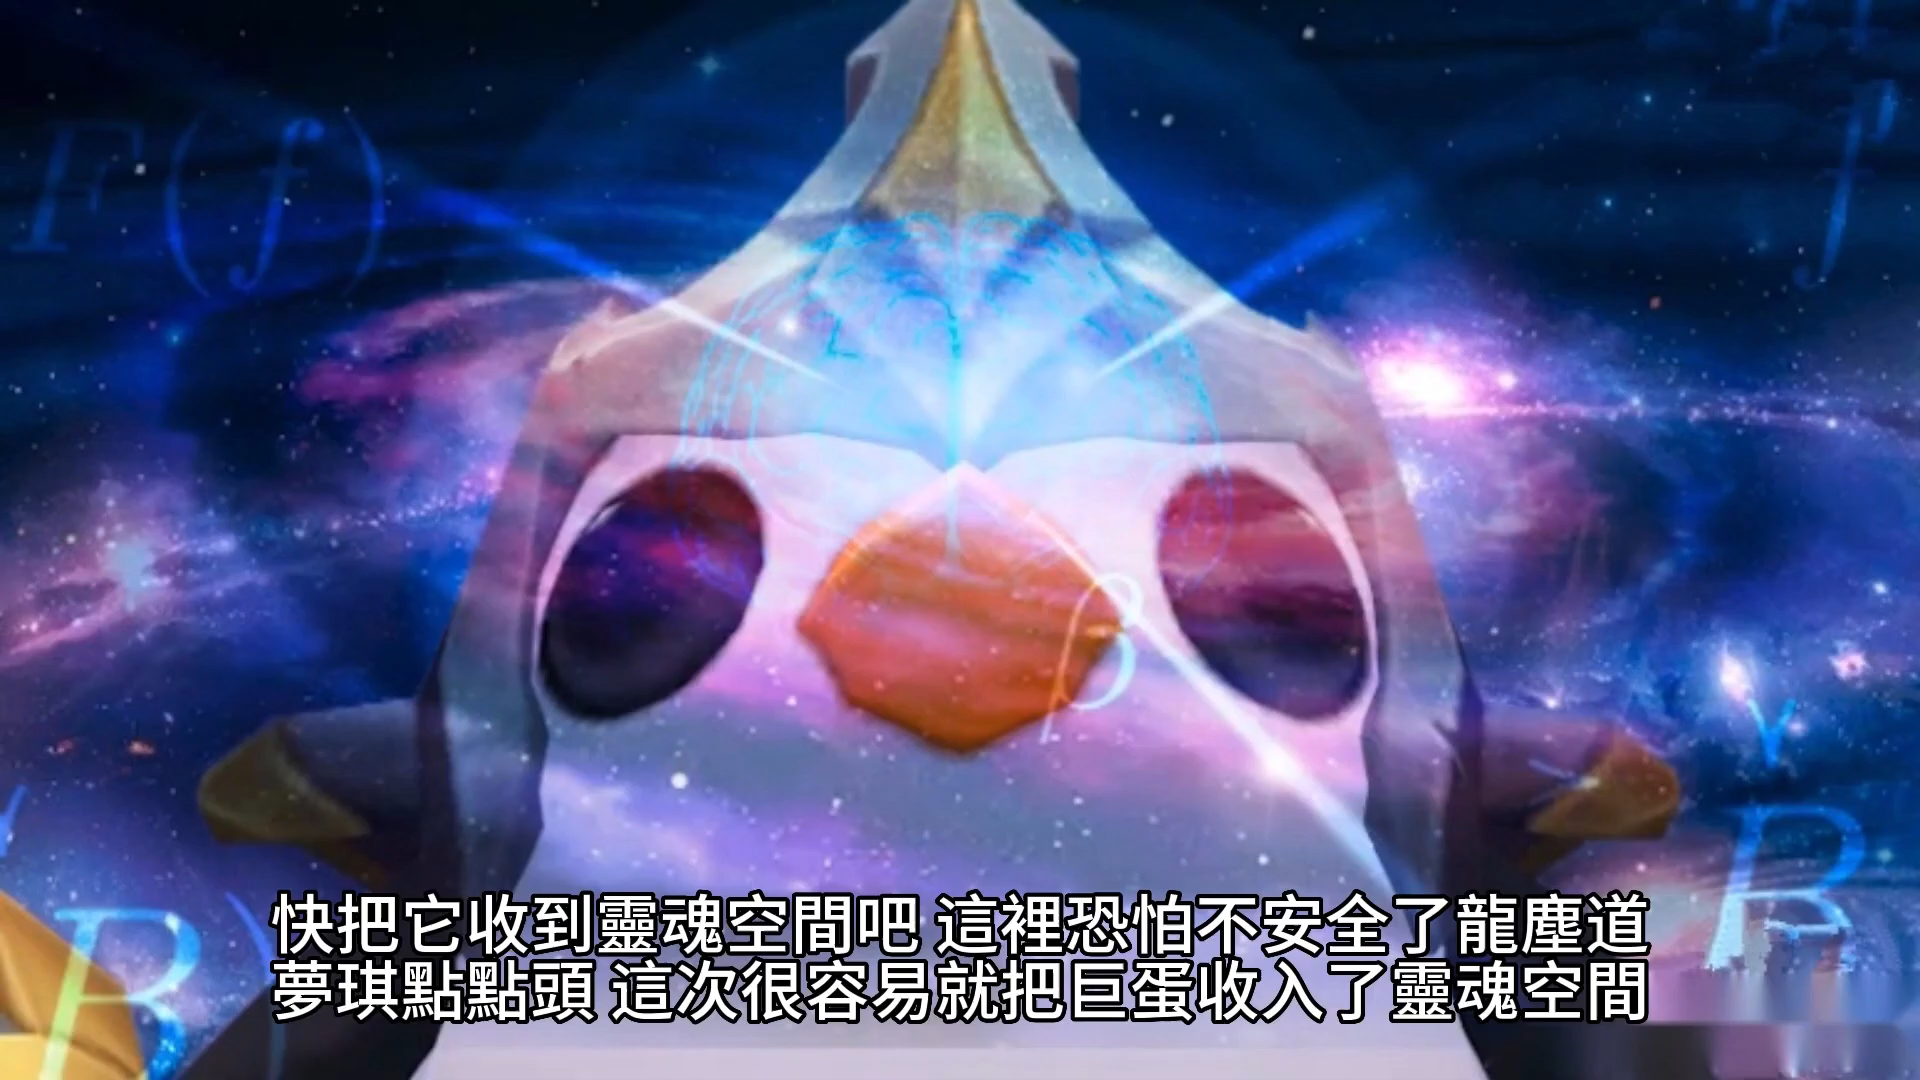 F(f)
f
β
γ
B
B)
快把它收到靈魂空間吧 這裡恐怕不安全了龍塵道
夢琪點點頭 這次很容易就把巨蛋收入了靈魂空間